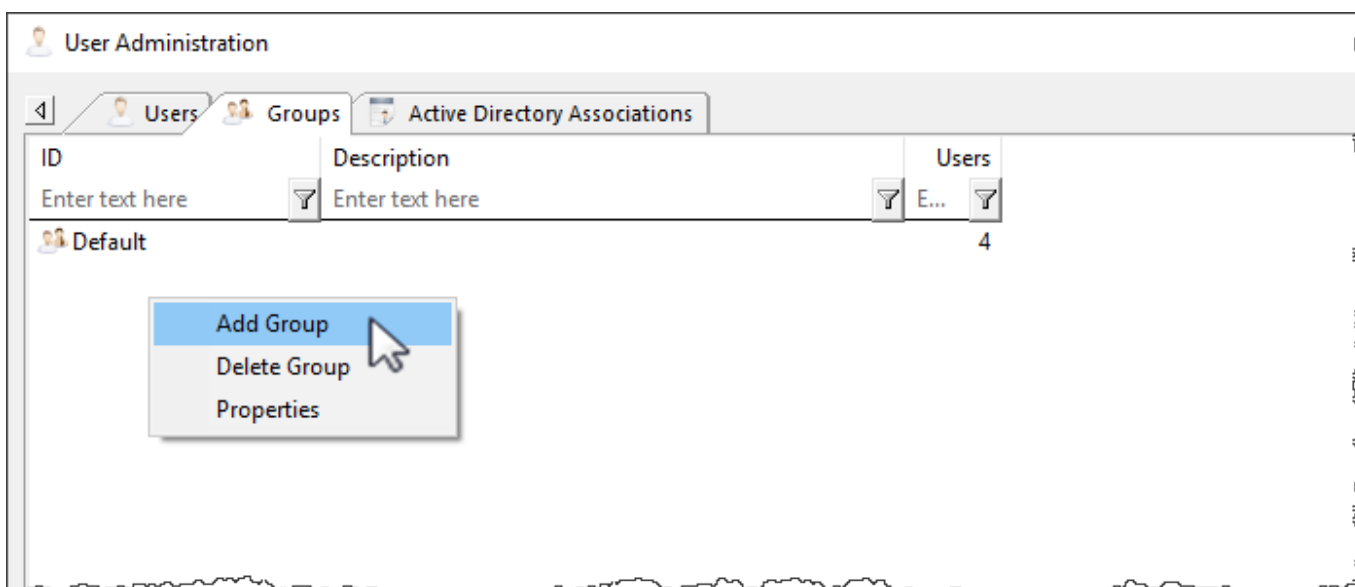 User Administration
Users Groups Active Directory Associations
ID Description Users
Enter text here Enter text here E...
Default 4
Add Group
Delete Group
Properties